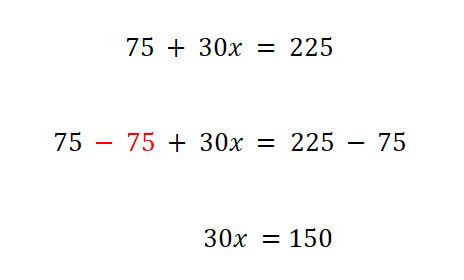 75 + 30x = 225
75 − 75 + 30x = 225 − 75
30x = 150